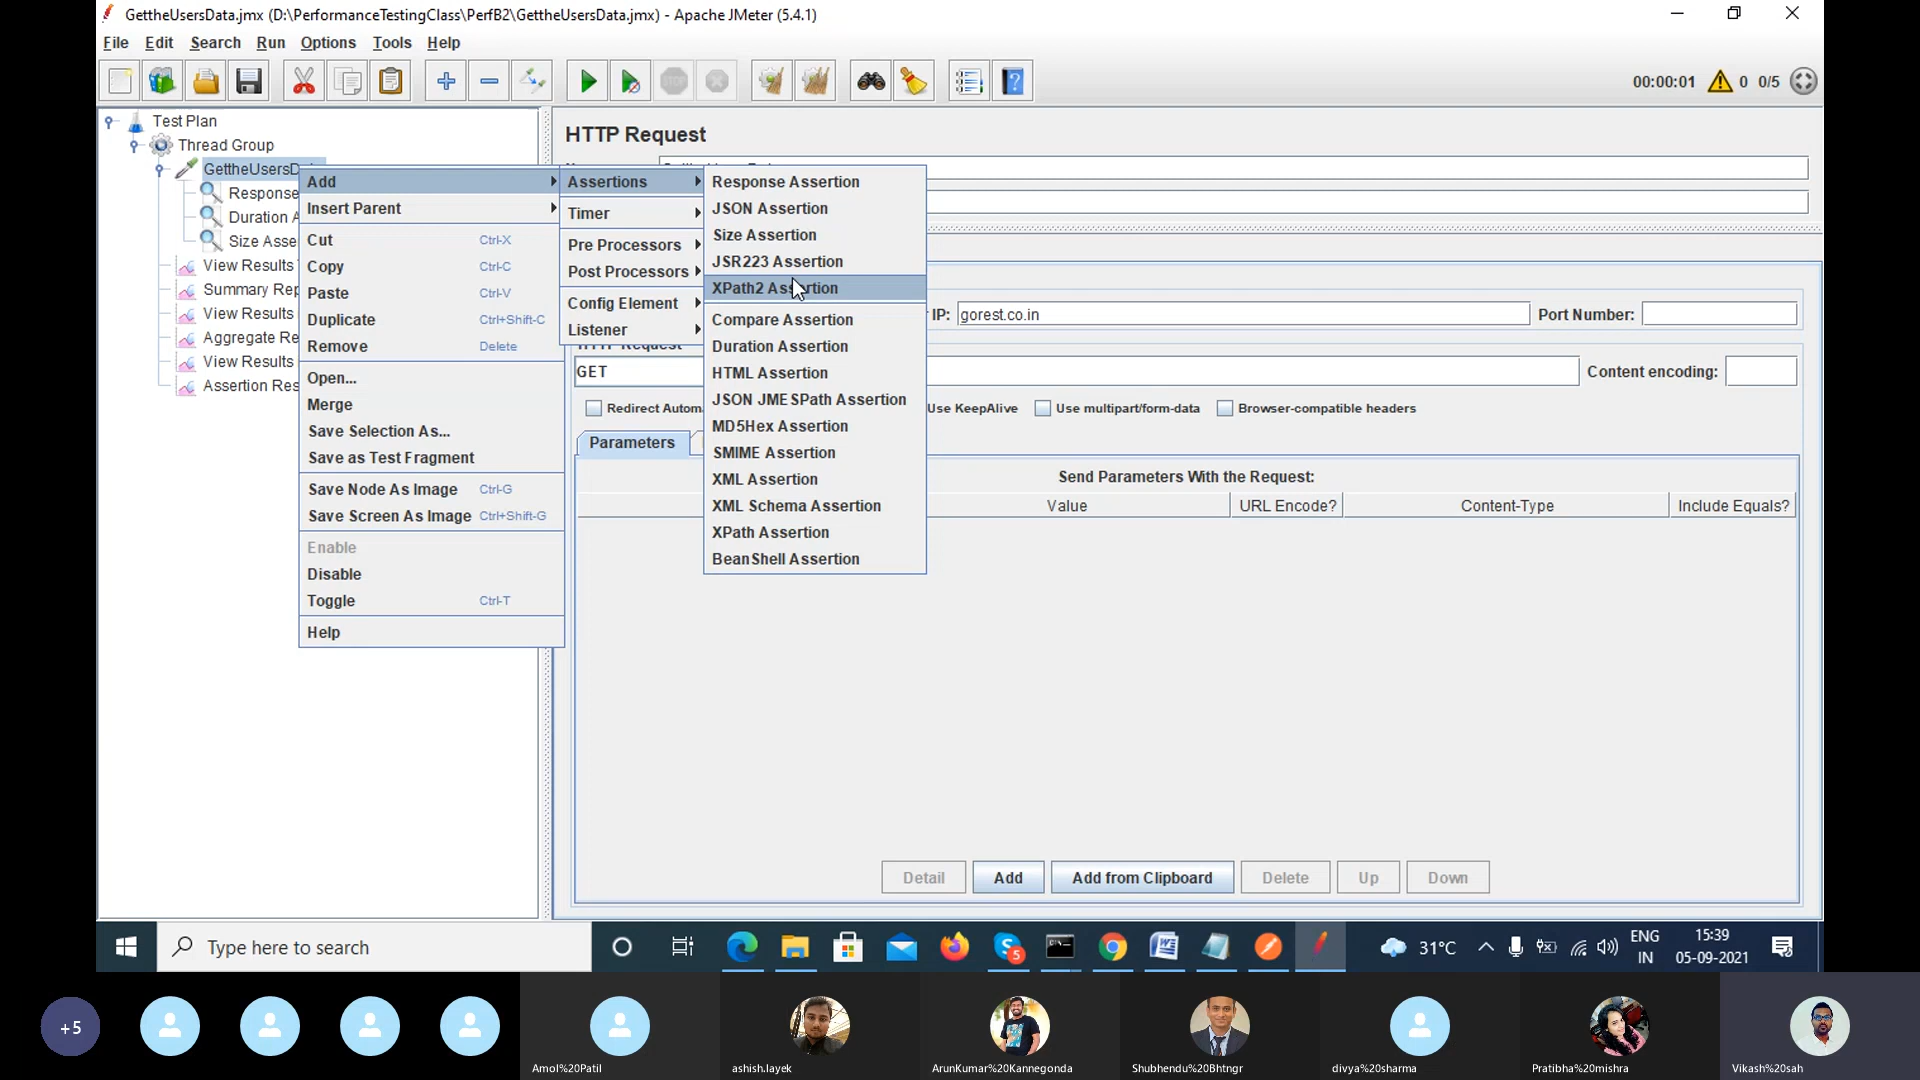 GettheUsersData.jmx (D:\PerformanceTestingClass\PerfB2\GettheUsersData.jmx) - Apache JMeter (5.4.1)
File Edit Search Run Options Tools Help
00:00:01 0 0/5
Test Plan
Thread Group
GettheUsersD
Response
Duration A
Size Asse
View Results
Summary Rep
View Results
Aggregate Re
View Results
Assertion Res
Add
Insert Parent
Cut Ctrl-X
Copy Ctrl-C
Paste Ctrl-V
Duplicate Ctrl+Shift-C
Remove Delete
Open...
Merge
Save Selection As...
Save as Test Fragment
Save Node As Image Ctrl-G
Save Screen As Image Ctrl+Shift-G
Enable
Disable
Toggle Ctrl-T
Help
Assertions
Timer
Pre Processors
Post Processors
Config Element
Listener
Response Assertion
JSON Assertion
Size Assertion
JSR223 Assertion
XPath2 Assertion
Compare Assertion
Duration Assertion
HTML Assertion
JSON JMESPath Assertion
MD5Hex Assertion
SMIME Assertion
XML Assertion
XML Schema Assertion
XPath Assertion
BeanShell Assertion
HTTP Request
IP: gorest.co.in Port Number:
HTTP Request
GET Content encoding:
Redirect Autom Use KeepAlive Use multipart/form-data Browser-compatible headers
Parameters
Send Parameters With the Request:
Value URL Encode? Content-Type Include Equals?
Detail Add Add from Clipboard Delete Up Down
Type here to search
31°C
ENG
IN
15:39
05-09-2021
+5
Amol%20Patil
ashish.layek
ArunKumar%20Kannegonda
Shubhendu%20Bhtngr
divya%20sharma
Pratibha%20mishra
Vikash%20sah